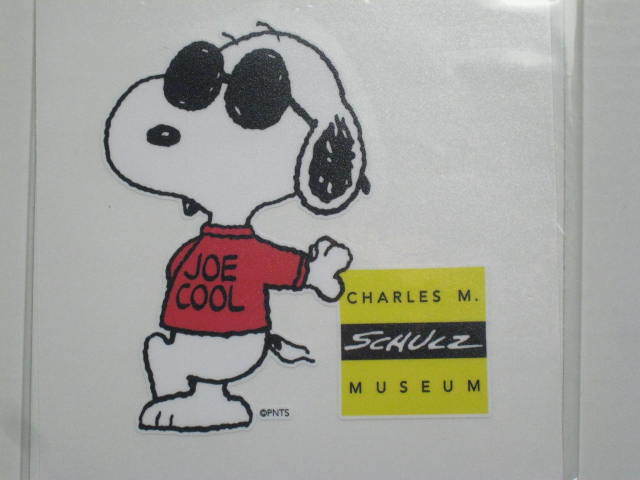 JOE
COOL
CHARLES M.
SCHULZ
MUSEUM
©PNTS